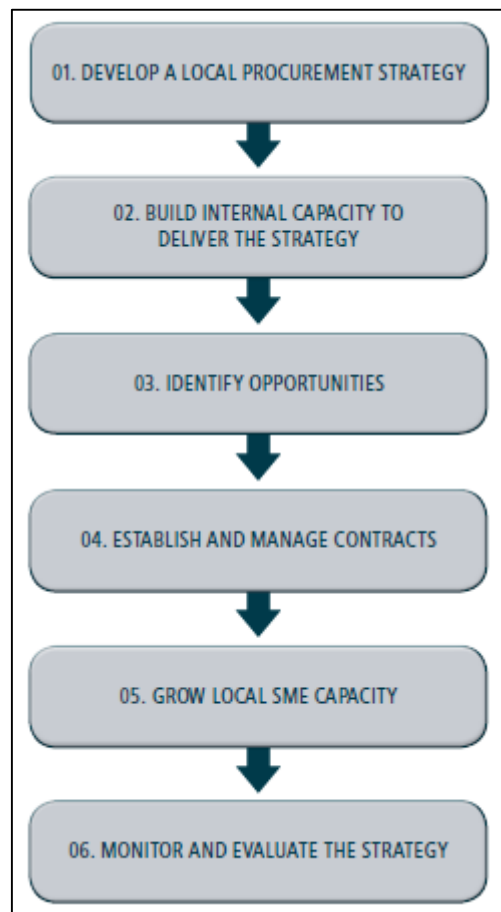 01. DEVELOP A LOCAL PROCUREMENT STRATEGY
02. BUILD INTERNAL CAPACITY TO
DELIVER THE STRATEGY
03. IDENTIFY OPPORTUNITIES
04. ESTABLISH AND MANAGE CONTRACTS
05. GROW LOCAL SME CAPACITY
06. MONITOR AND EVALUATE THE STRATEGY